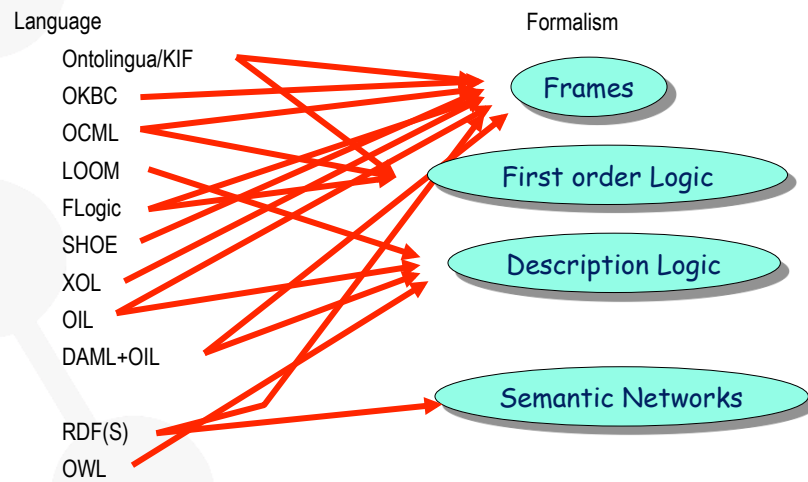 Language
Formalism
Ontolingua/KIF
OKBC
OCML
LOOM
FLogic
SHOE
XOL
OIL
DAML+OIL
RDF(S)
OWL
Frames
First order Logic
Description Logic
Semantic Networks